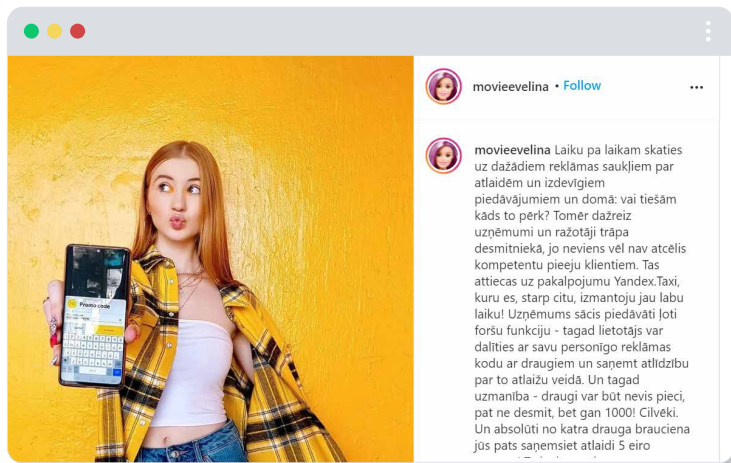 movieevelina • Follow
movieevelina Laiku pa laikam skaties
uz dažādiem reklāmas saukļiem par
atlaidēm un izdevīgiem
piedāvājumiem un domā: vai tiešām
kāds to pērk? Tomēr dažreiz
uzņēmumi un ražotāji trāpa
desmitniekā, jo neviens vēl nav atcēlis
kompetentu pieeju klientiem. Tas
attiecas uz pakalpojumu Yandex.Taxi,
kuru es, starp citu, izmantoju jau labu
laiku! Uzņēmums sācis piedāvāti ļoti
foršu funkciju - tagad lietotājs var
dalīties ar savu personīgo reklāmas
kodu ar draugiem un saņemt atlīdzību
par to atlaižu veidā. Un tagad
uzmanība - draugi var būt nevis pieci,
pat ne desmit, bet gan 1000! Cilvēki.
Un absolūti no katra drauga brauciena
jūs pats saņemsiet atlaidi 5 eiro
Promo code